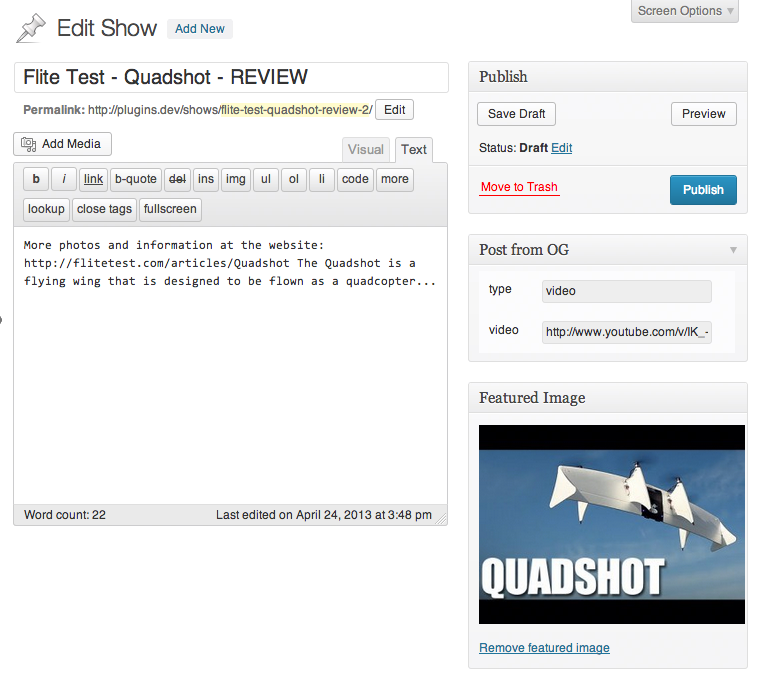 Screen Options
Edit Show Add New
Flite Test - Quadshot - REVIEW
Permalink: http://plugins.dev/shows/flite-test-quadshot-review-2/ Edit
Add Media
Visual Text
b i link b-quote del ins img ul ol li code more
lookup close tags fullscreen
More photos and information at the website:
http://flitetest.com/articles/Quadshot The Quadshot is a
flying wing that is designed to be flown as a quadcopter...
Word count: 22 Last edited on April 24, 2013 at 3:48 pm
Publish
Save Draft Preview
Status: Draft Edit
Move to Trash Publish
Post from OG
type video
video http://www.youtube.com/v/lK_-
Featured Image
QUADSHOT
Remove featured image